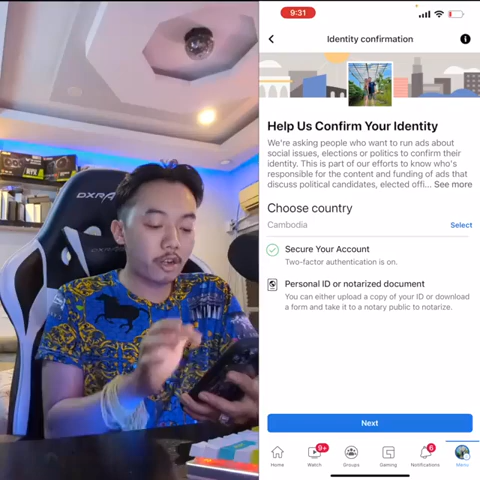 9:31
Identity confirmation
Help Us Confirm Your Identity
We're asking people who want to run ads about
social issues, elections or politics to confirm their
identity. This is part of our efforts to know who's
responsible for the content and funding of ads that
discuss political candidates, elected offi... See more
Choose country
Cambodia
Select
Secure Your Account
Two-factor authentication is on.
Personal ID or notarized document
You can either upload a copy of your ID or download
a form and take it to a notary public to notarize.
Next
9+
6
Home
Watch
Groups
Gaming
Notifications
Menu
DXRA
RTX